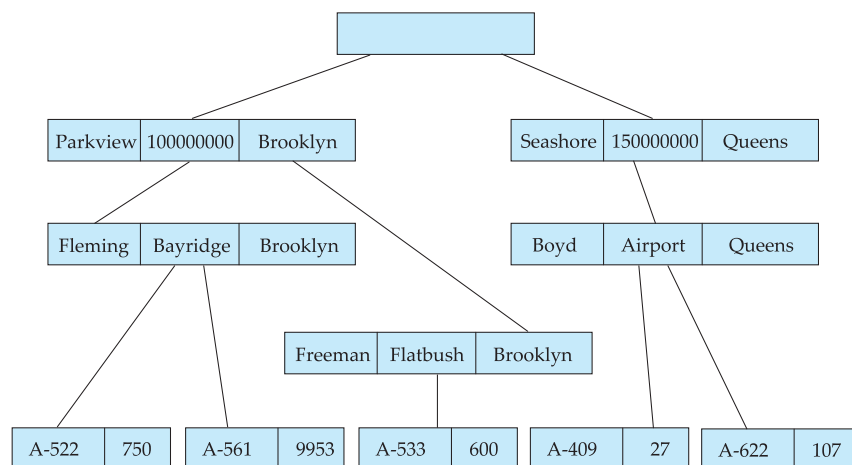 Parkview 100000000 Brooklyn
Seashore 150000000 Queens
Fleming Bayridge Brooklyn
Boyd Airport Queens
Freeman Flatbush Brooklyn
A-522 750
A-561 9953
A-533 600
A-409 27
A-622 107